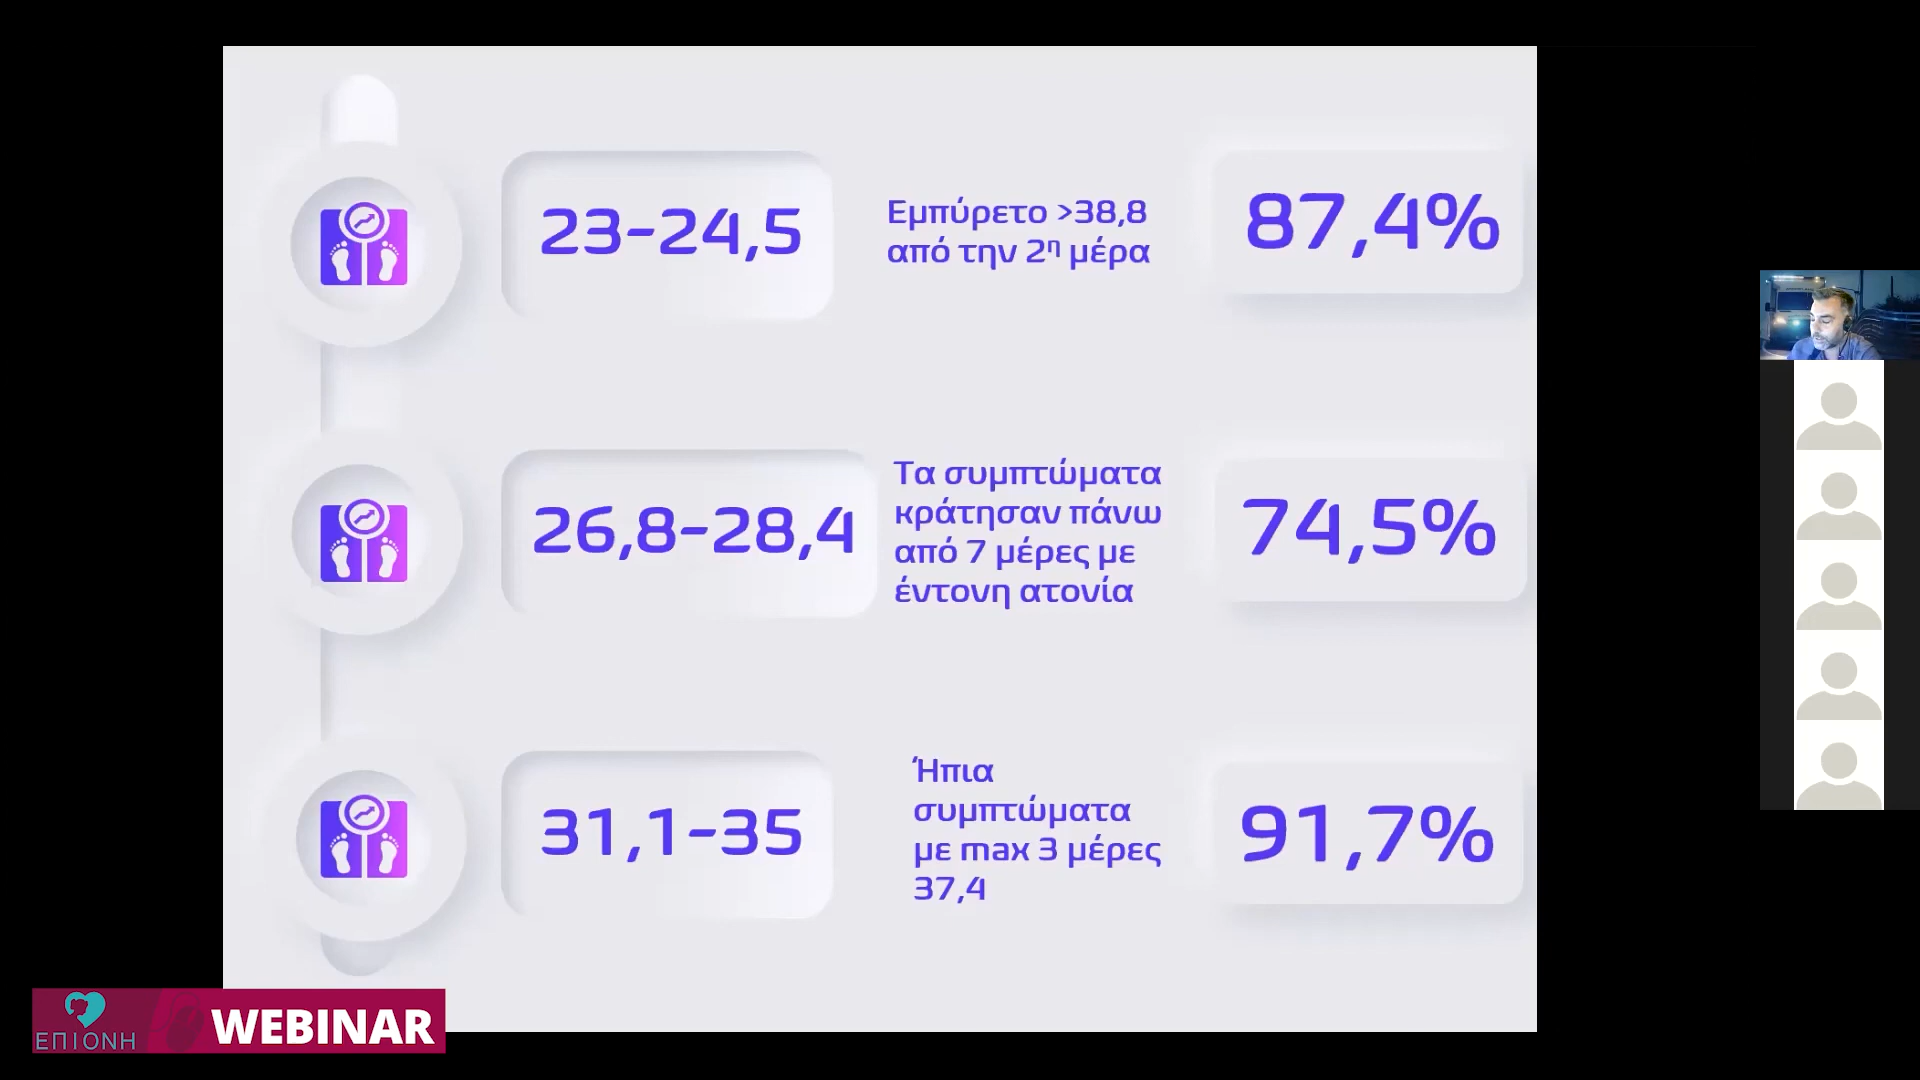 23-24,5
Εμπύρετο >38,8
από την 2η μέρα
87,4%
26,8-28,4
Τα συμπτώματα
κράτησαν πάνω
από 7 μέρες με
έντονη ατονία
74,5%
31,1-35
Ήπια
συμπτώματα
με max 3 μέρες
37,4
91,7%
ΕΠΙΟΝΗ
WEBINAR